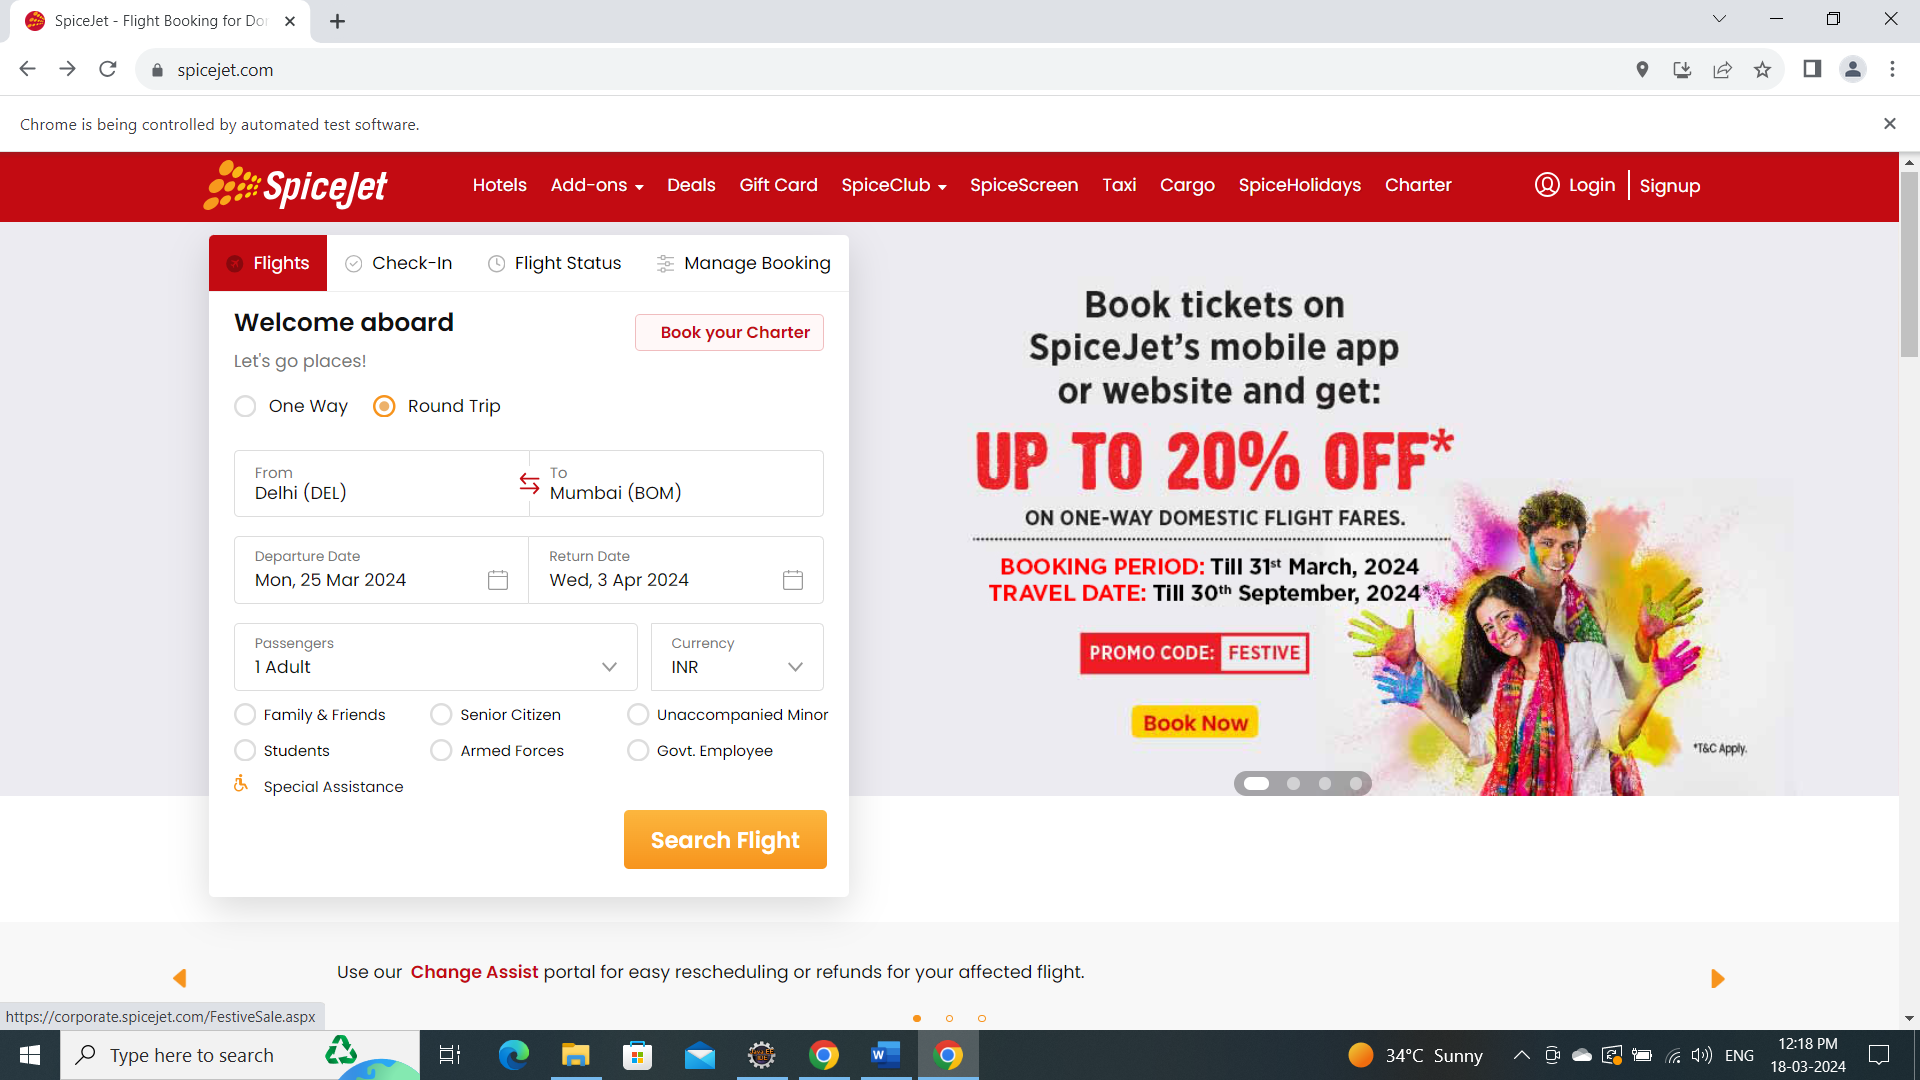 SpiceJet - Flight Booking for Do
spicejet.com
Chrome is being controlled by automated test software.
SpiceJet
Hotels Add-ons Deals Gift Card SpiceClub SpiceScreen Taxi Cargo SpiceHolidays Charter Login Signup
Flights Check-In Flight Status Manage Booking
Welcome aboard
Book your Charter
Let's go places!
One Way Round Trip
From
Delhi (DEL)
To
Mumbai (BOM)
Departure Date
Mon, 25 Mar 2024
Return Date
Wed, 3 Apr 2024
Passengers
1 Adult
Currency
INR
Family & Friends Senior Citizen Unaccompanied Minor
Students Armed Forces Govt. Employee
Special Assistance
Search Flight
Book tickets on
SpiceJet's mobile app
or website and get:
UP TO 20% OFF*
ON ONE-WAY DOMESTIC FLIGHT FARES.
BOOKING PERIOD: Till 31st March, 2024
TRAVEL DATE: Till 30th September, 2024*
PROMO CODE: FESTIVE
Book Now
*T&C Apply.
Use our Change Assist portal for easy rescheduling or refunds for your affected flight.
https://corporate.spicejet.com/FestiveSale.aspx
Type here to search
34°C Sunny
ENG
12:18 PM
18-03-2024